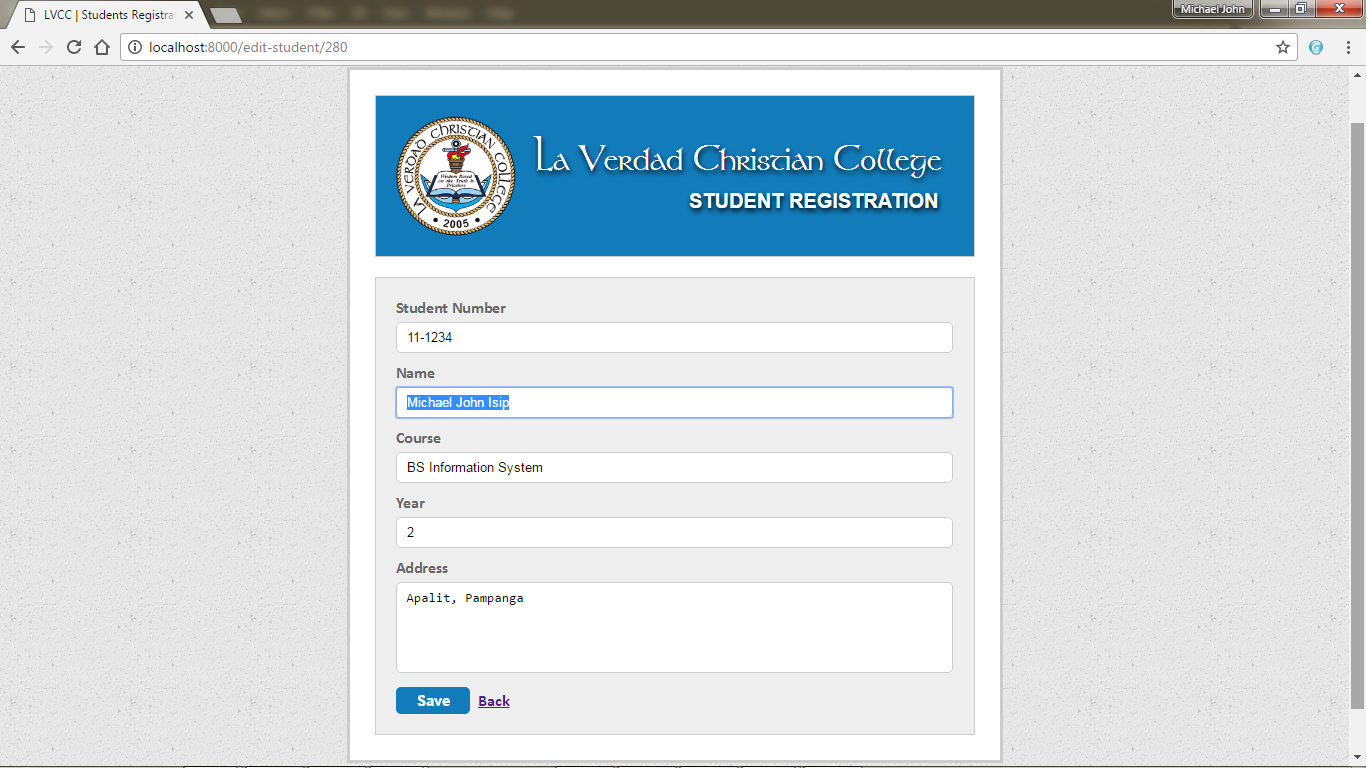 LVCC | Students Registra
Michael John
localhost:8000/edit-student/280
LA VERDAD CHRISTIAN COLLEGE
Wisdom Based
on the Truth is
Priceless
• 2005 •
La Verdad Christian College
STUDENT REGISTRATION
Student Number
11-1234
Name
Michael John Isip
Course
BS Information System
Year
2
Address
Apalit, Pampanga
Save Back